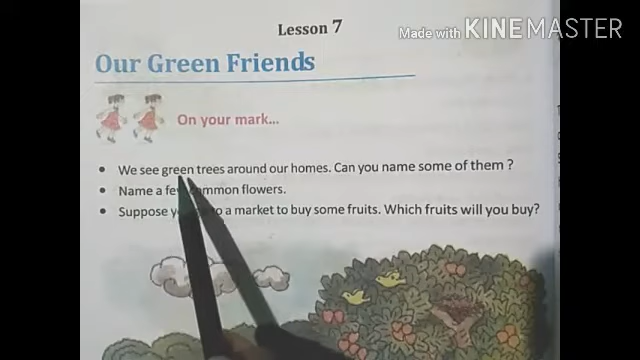 Lesson 7
Made with KINEMASTER
Our Green Friends
On your mark...
• We see green trees around our homes. Can you name some of them ?
• Name a few common flowers.
• Suppose to a market to buy some fruits. Which fruits will you buy?